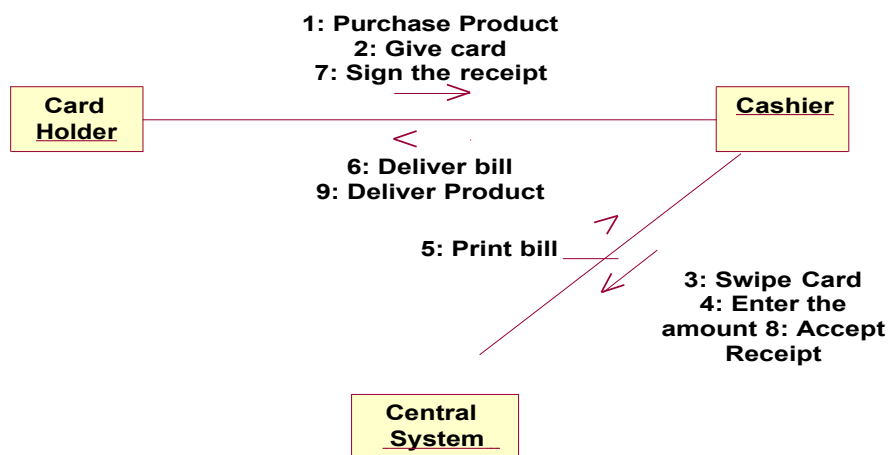 1: Purchase Product
2: Give card
7: Sign the receipt
Card
Holder
Cashier
6: Deliver bill
9: Deliver Product
5: Print bill
3: Swipe Card
4: Enter the
amount 8: Accept
Receipt
Central
System